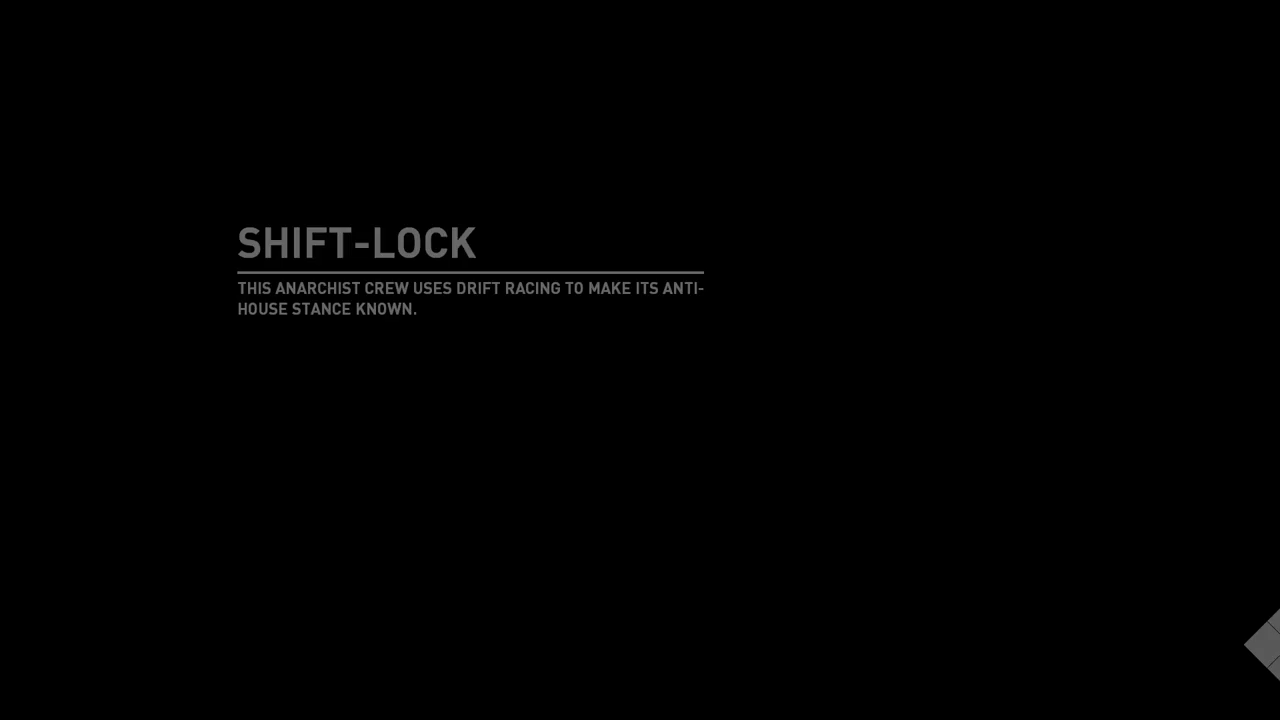 SHIFT-LOCK
THIS ANARCHIST CREW USES DRIFT RACING TO MAKE ITS ANTI-
HOUSE STANCE KNOWN.